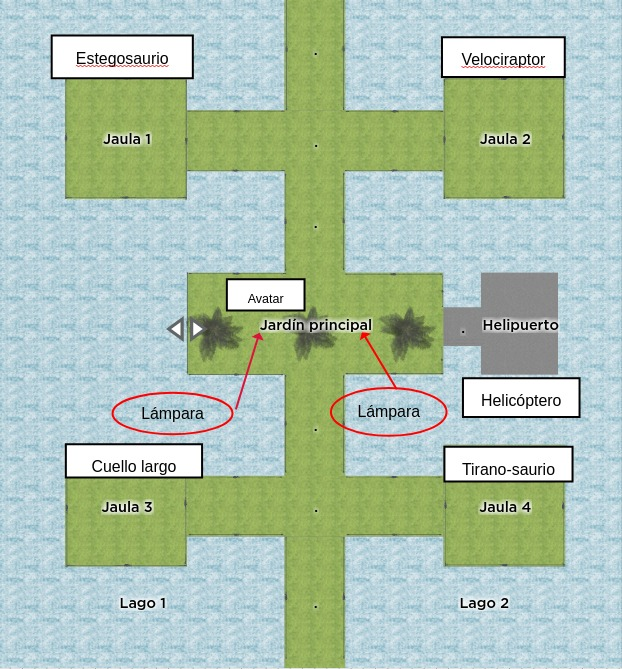 Estegosaurio
Velociraptor
Jaula 1
Jaula 2
Avatar
Jardín principal
Helipuerto
Lámpara
Lámpara
Helicóptero
Cuello largo
Tirano-saurio
Jaula 3
Jaula 4
Lago 1
Lago 2